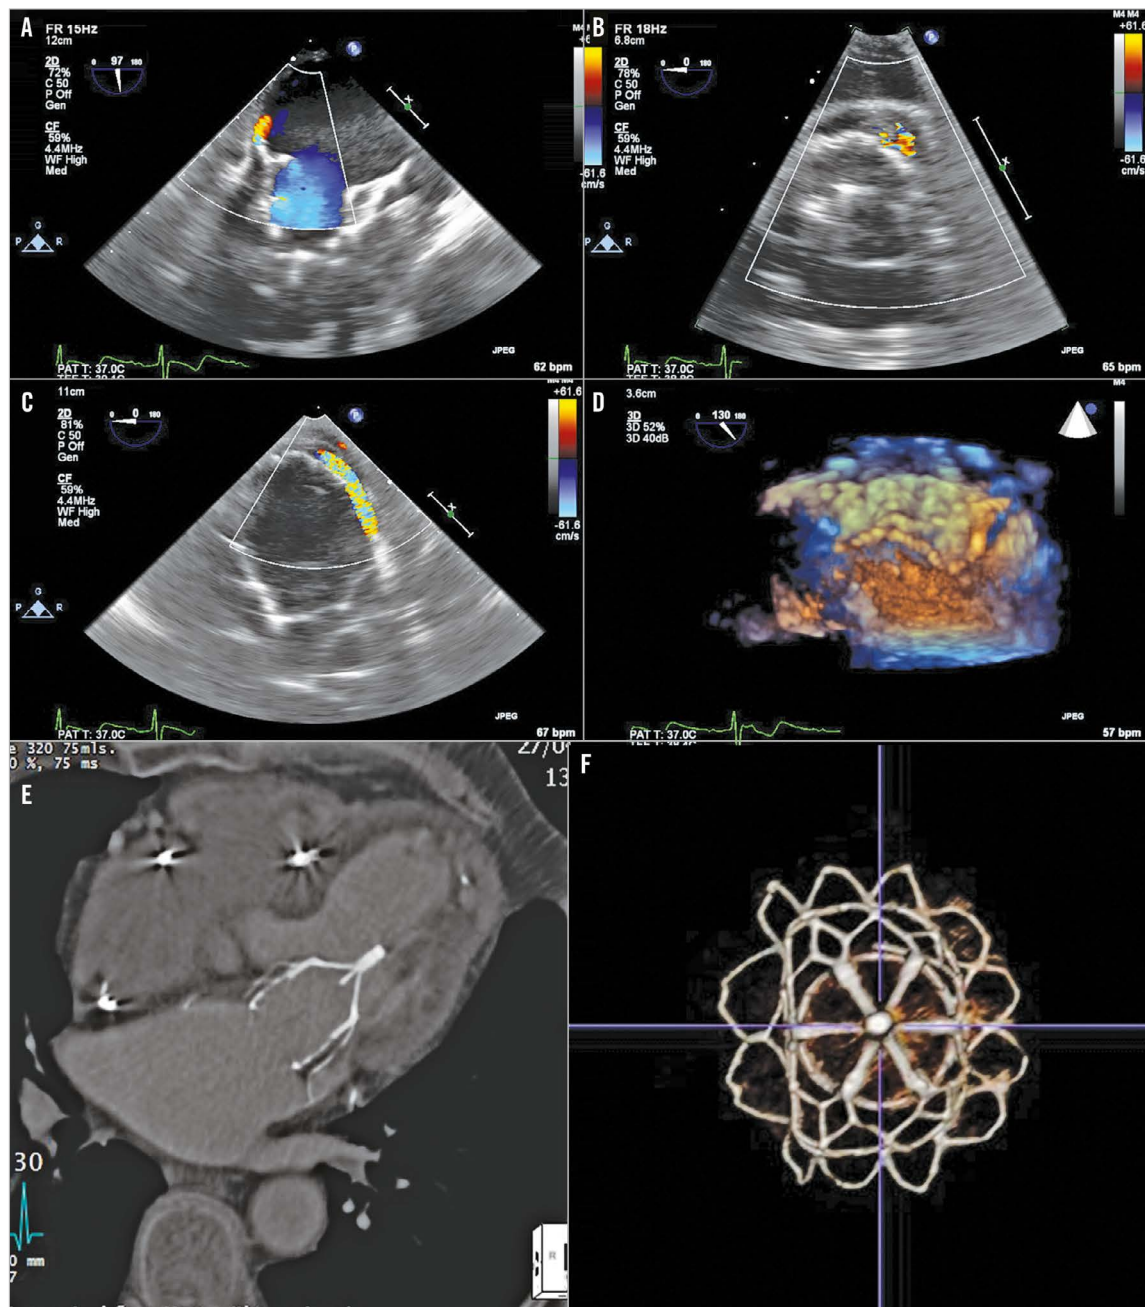 A
FR 15Hz
12cm
2D
72%
C 50
P Off
Gen
CF
59%
4.4MHz
WF High
Med
97 180
P
G
P R
-61.6
cm/s
JPEG
PAT T: 37.0C
62 bpm
B
FR 18Hz
6.8cm
M4 M4
2D
78%
C 50
P Off
Gen
CF
59%
4.4MHz
WF High
Med
0 180
P
G
P R
-61.6
cm/s
JPEG
PAT T: 37.0C
65 bpm
C
11cm
+61.6
2D
81%
C 50
P Off
Gen
CF
59%
4.4MHz
WF High
Med
0 180
P
G
P R
-61.6
cm/s
JPEG
PAT T: 37.0C
67 bpm
D
3.6cm
M4
3D
3D 52%
3D 40dB
130 180
JPEG
PAT T: 37.0C
57 bpm
E
e 320 75mls.
0 %, 75 ms
13
30
0 mm
7
R
F